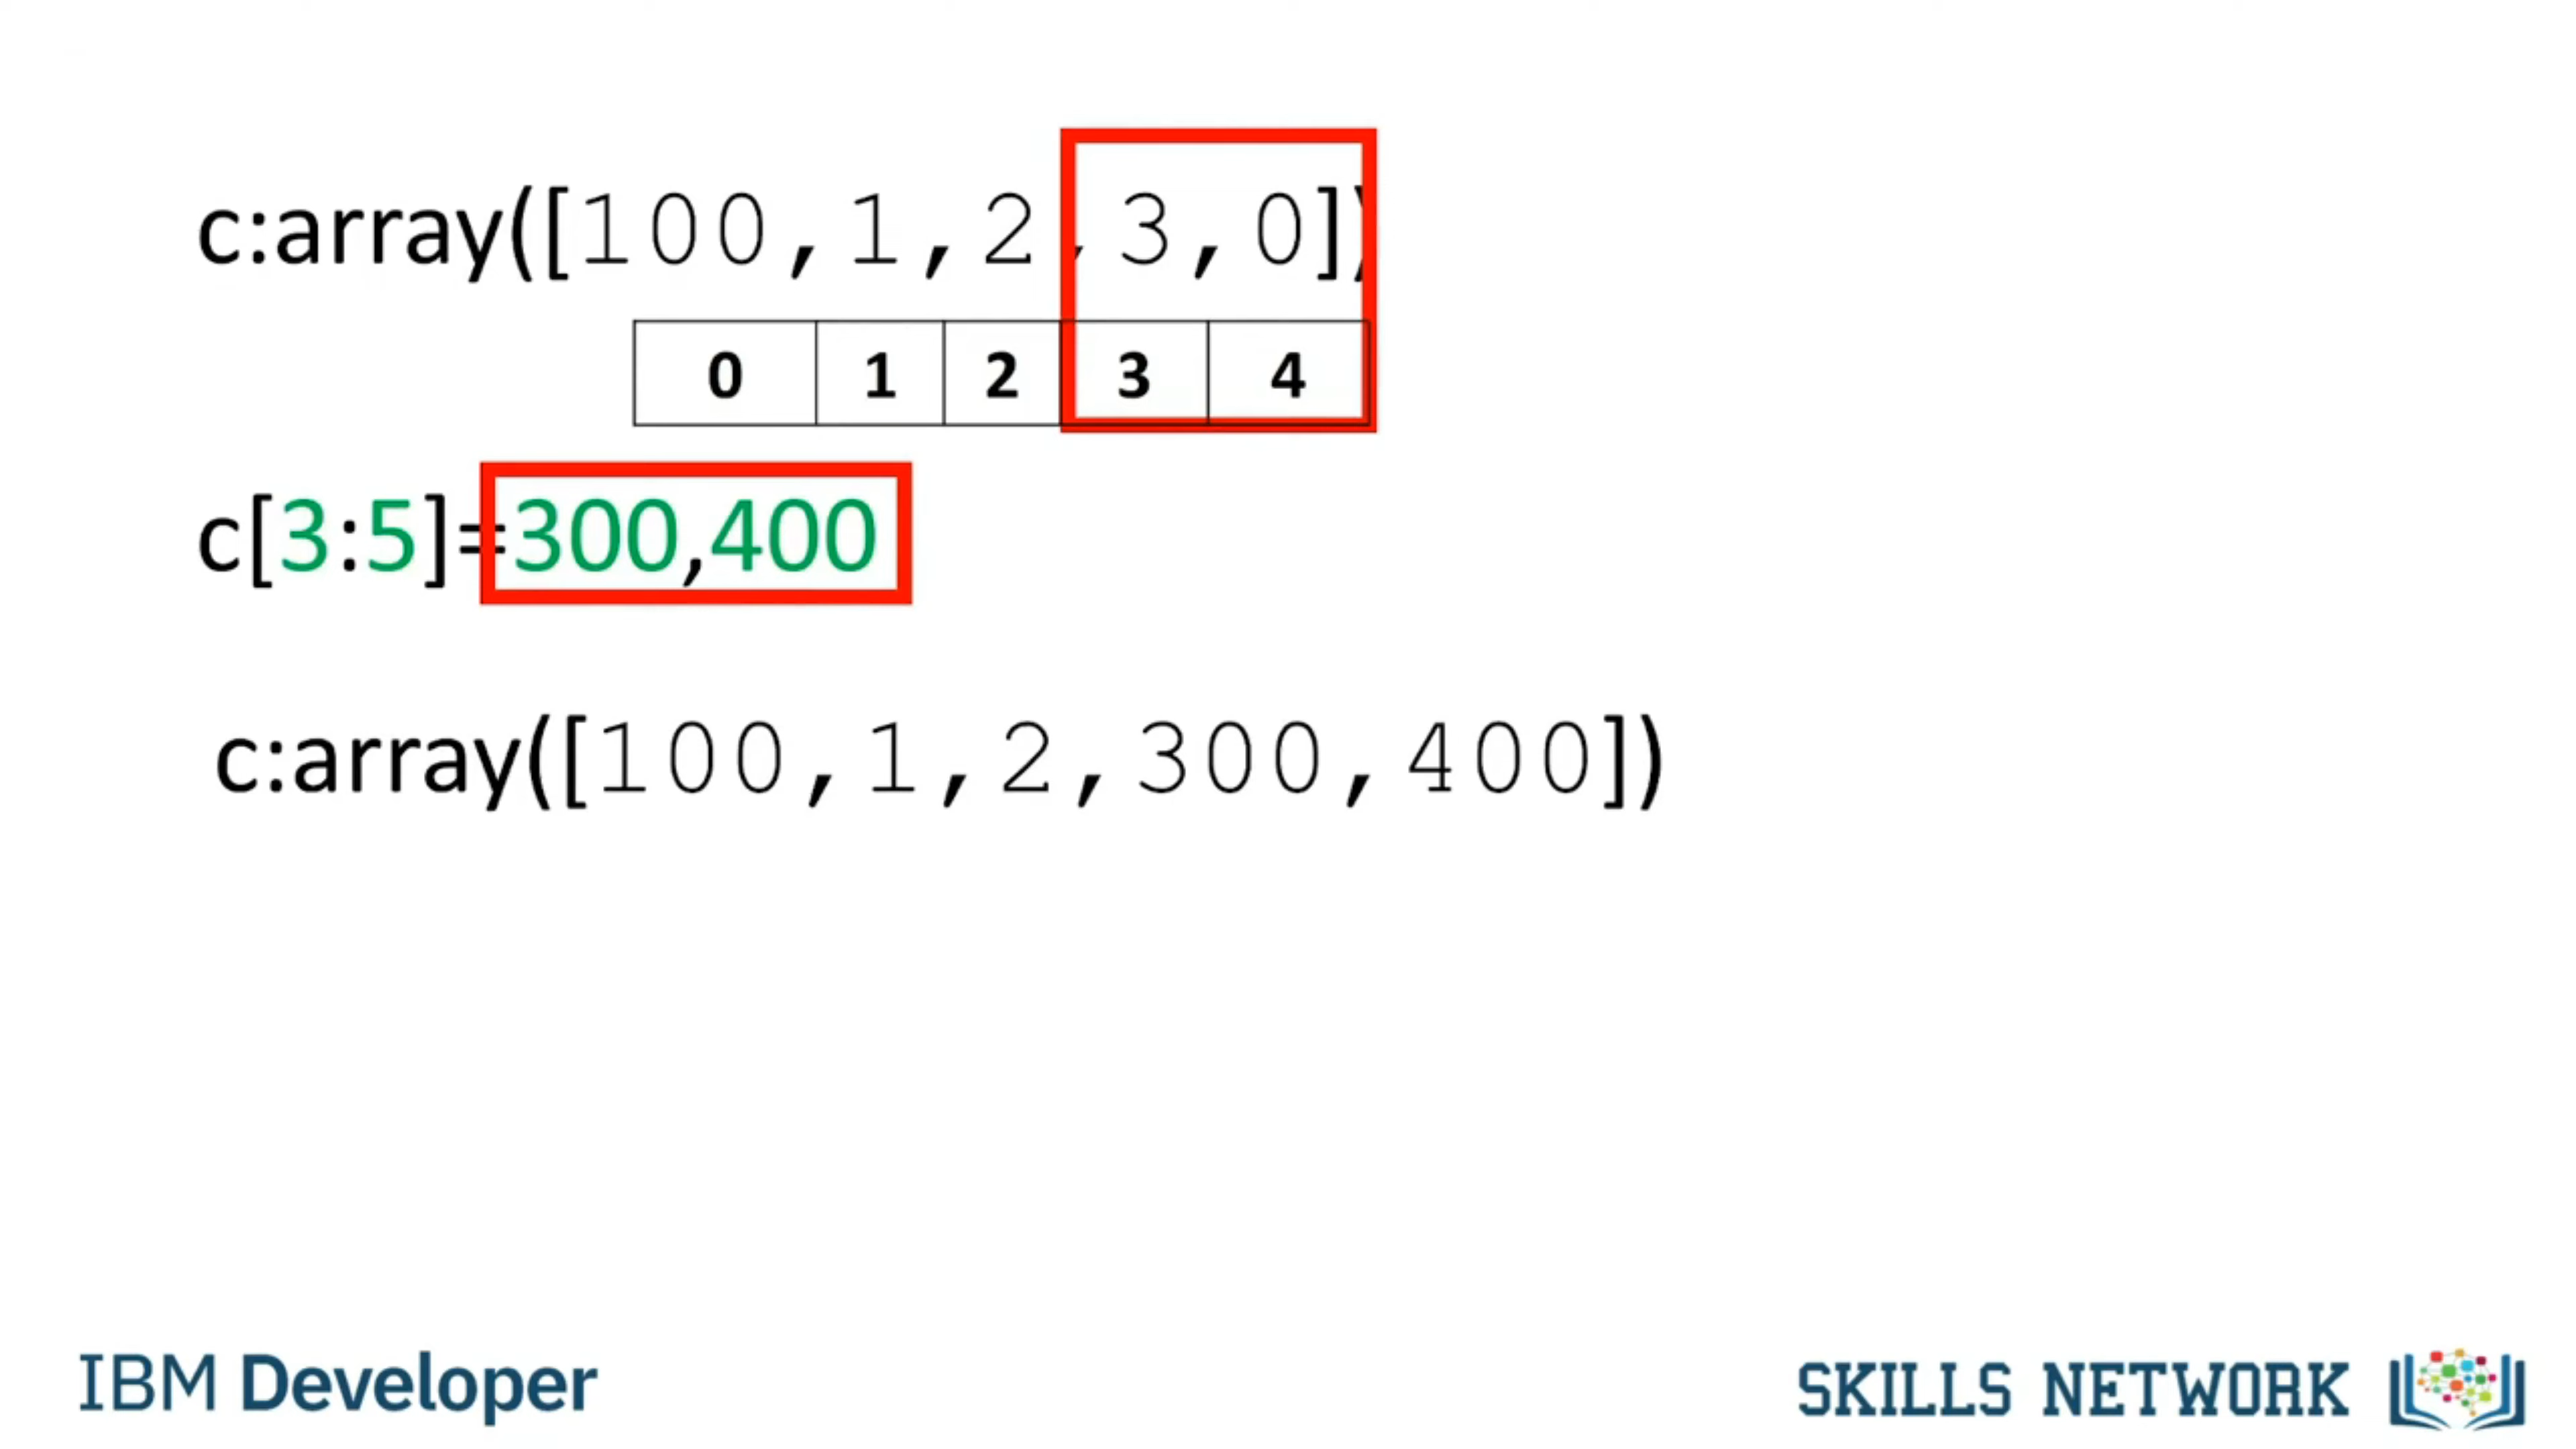 c:array([100,1,2,3,0])
0 1 2 3 4
c[3:5]=300,400
c:array([100,1,2,300,400])
IBM Developer
SKILLS NETWORK